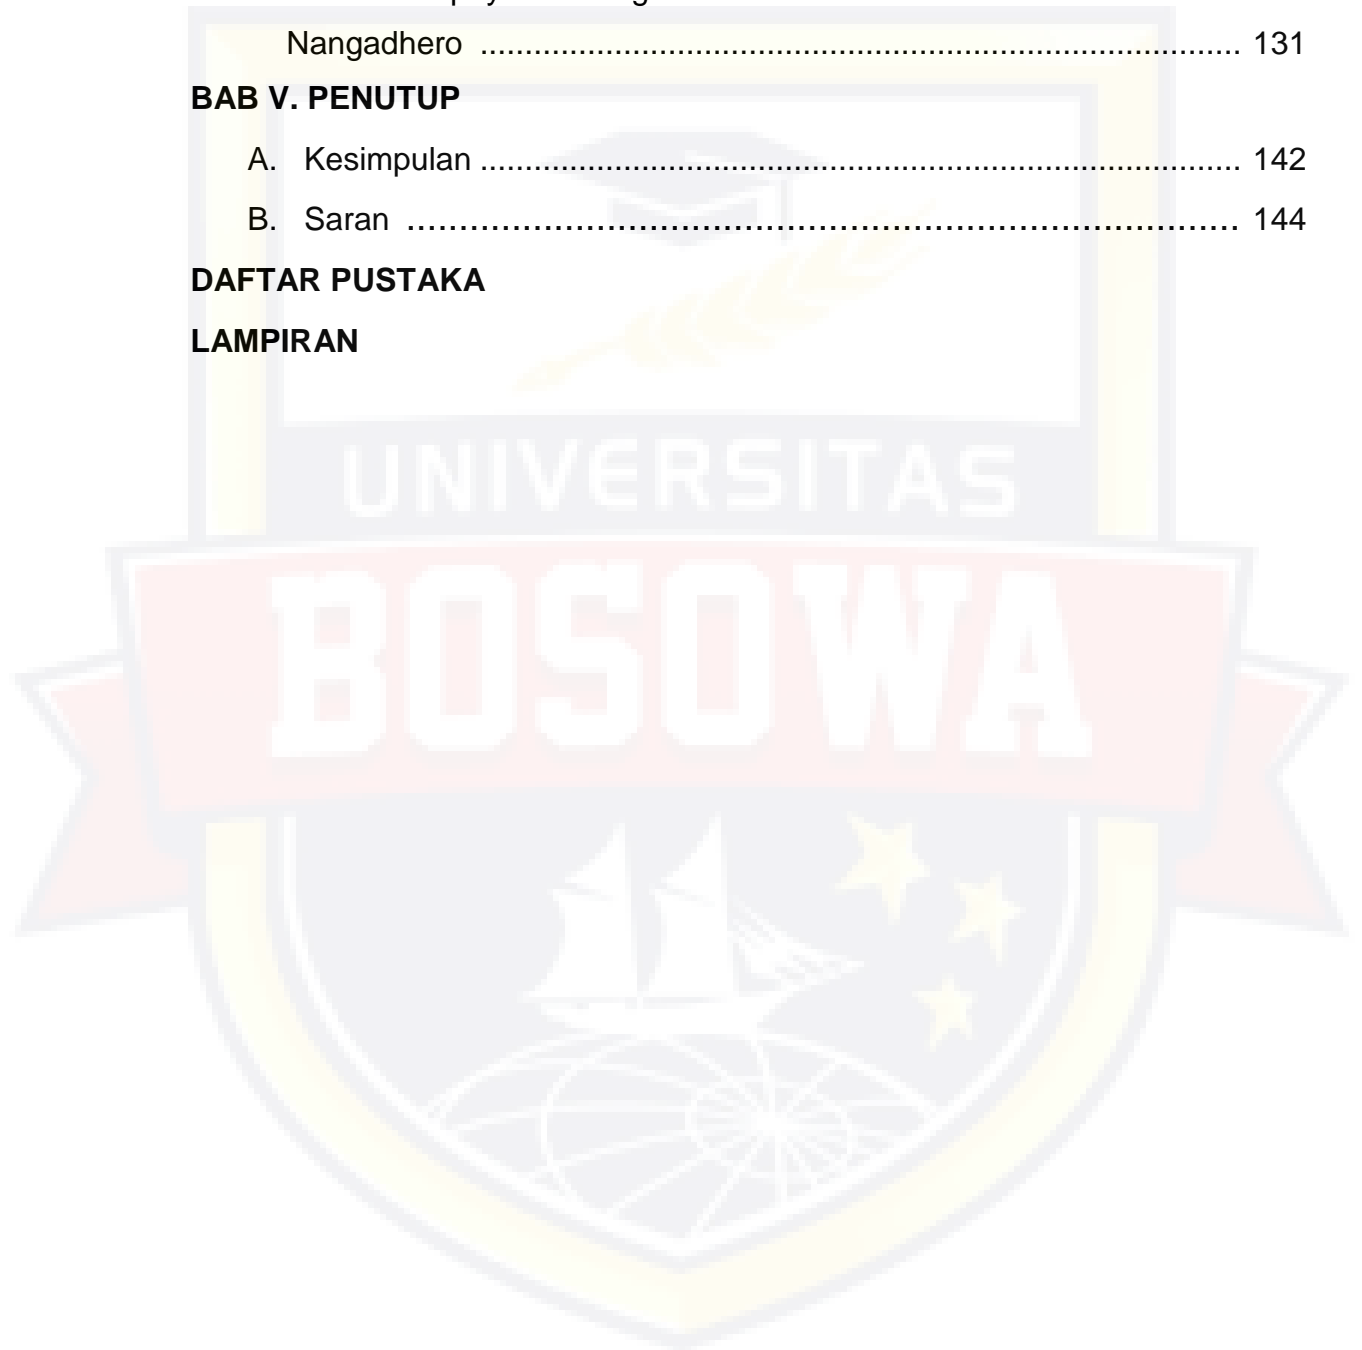 Nangadhero ........................................................................................ 131
BAB V. PENUTUP
A. Kesimpulan ........................................................................................ 142
B. Saran ................................................................................ 144
DAFTAR PUSTAKA
LAMPIRAN
UNIVERSITAS
BOSOWA